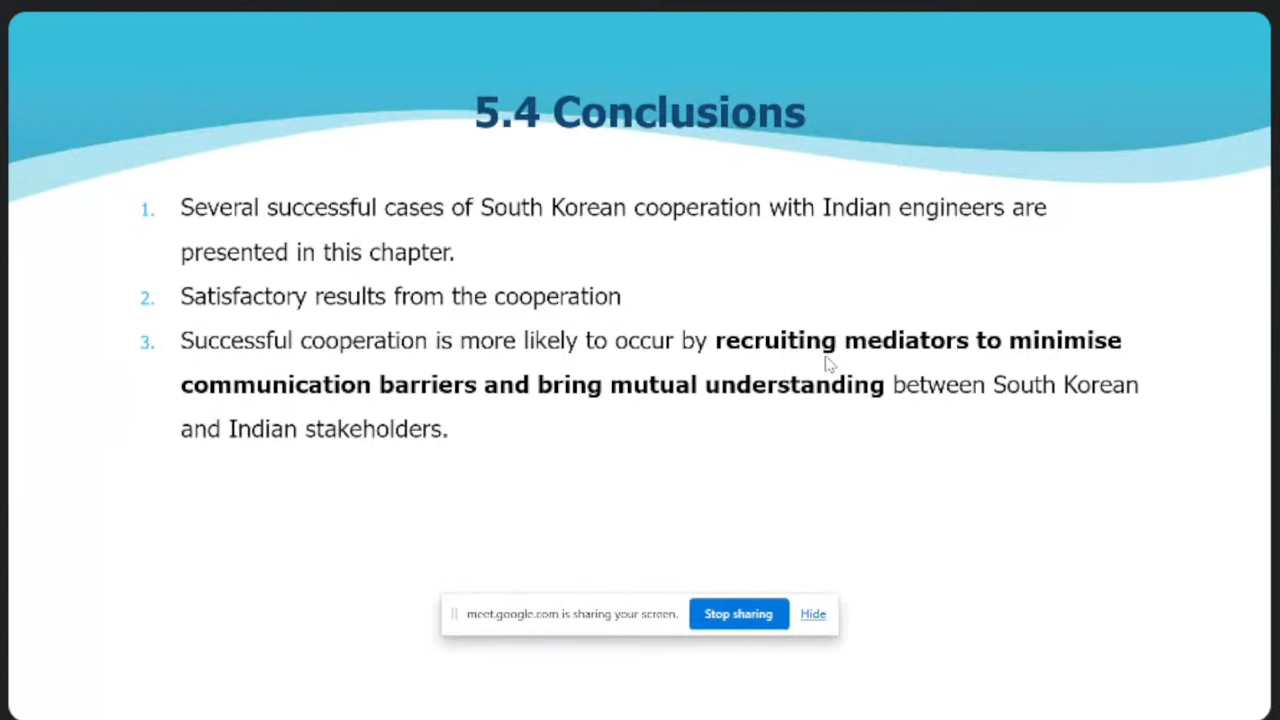 5.4 Conclusions
1. Several successful cases of South Korean cooperation with Indian engineers are
presented in this chapter.
2. Satisfactory results from the cooperation
3. Successful cooperation is more likely to occur by recruiting mediators to minimise
communication barriers and bring mutual understanding between South Korean
and Indian stakeholders.
meet.google.com is sharing your screen. Stop sharing Hide